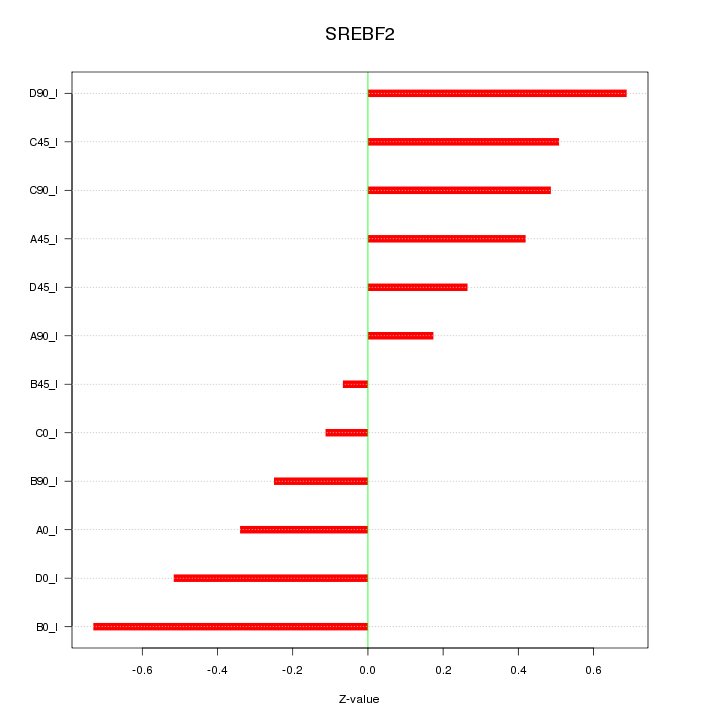 SREBF2
D90_I
C45_I
C90_I
A45_I
D45_I
A90_I
B45_I
C0_I
B90_I
A0_I
D0_I
B0_I
-0.6 -0.4 -0.2 0.0 0.2 0.4 0.6
Z-value